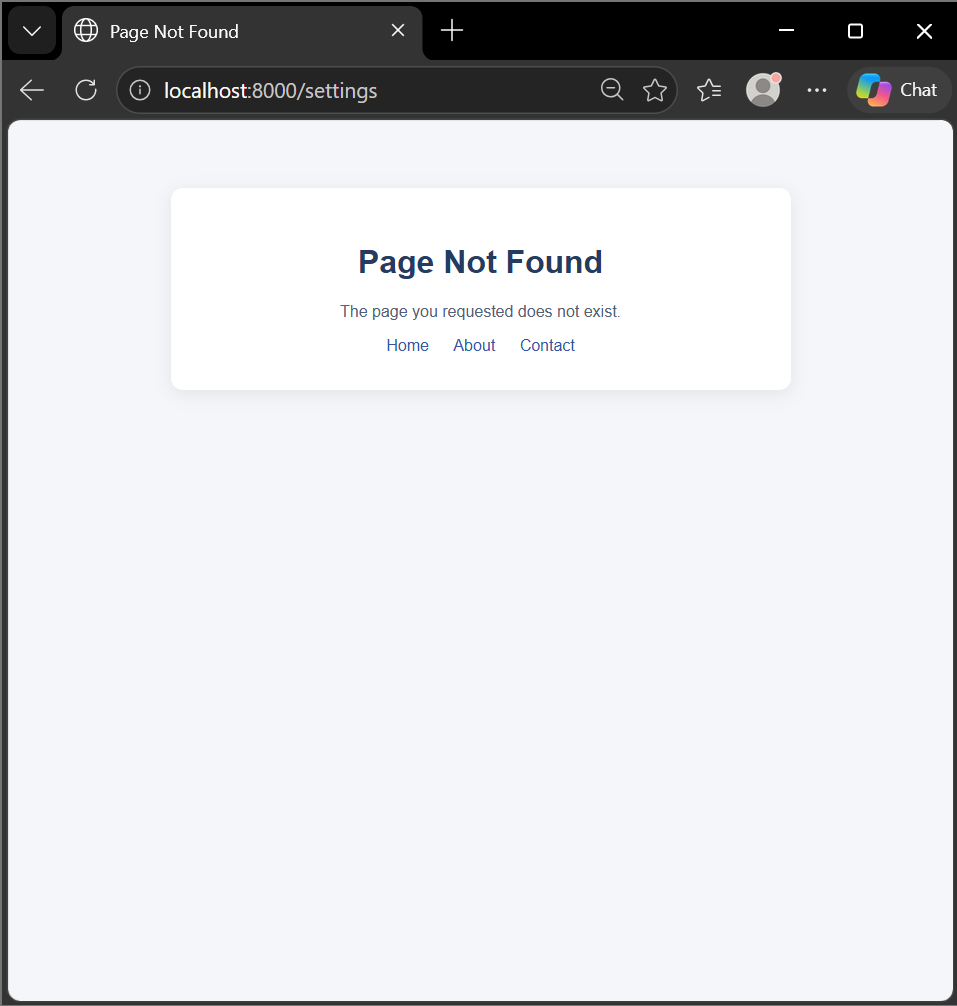 Page Not Found
localhost:8000/settings
Chat
Page Not Found
The page you requested does not exist.
Home About Contact